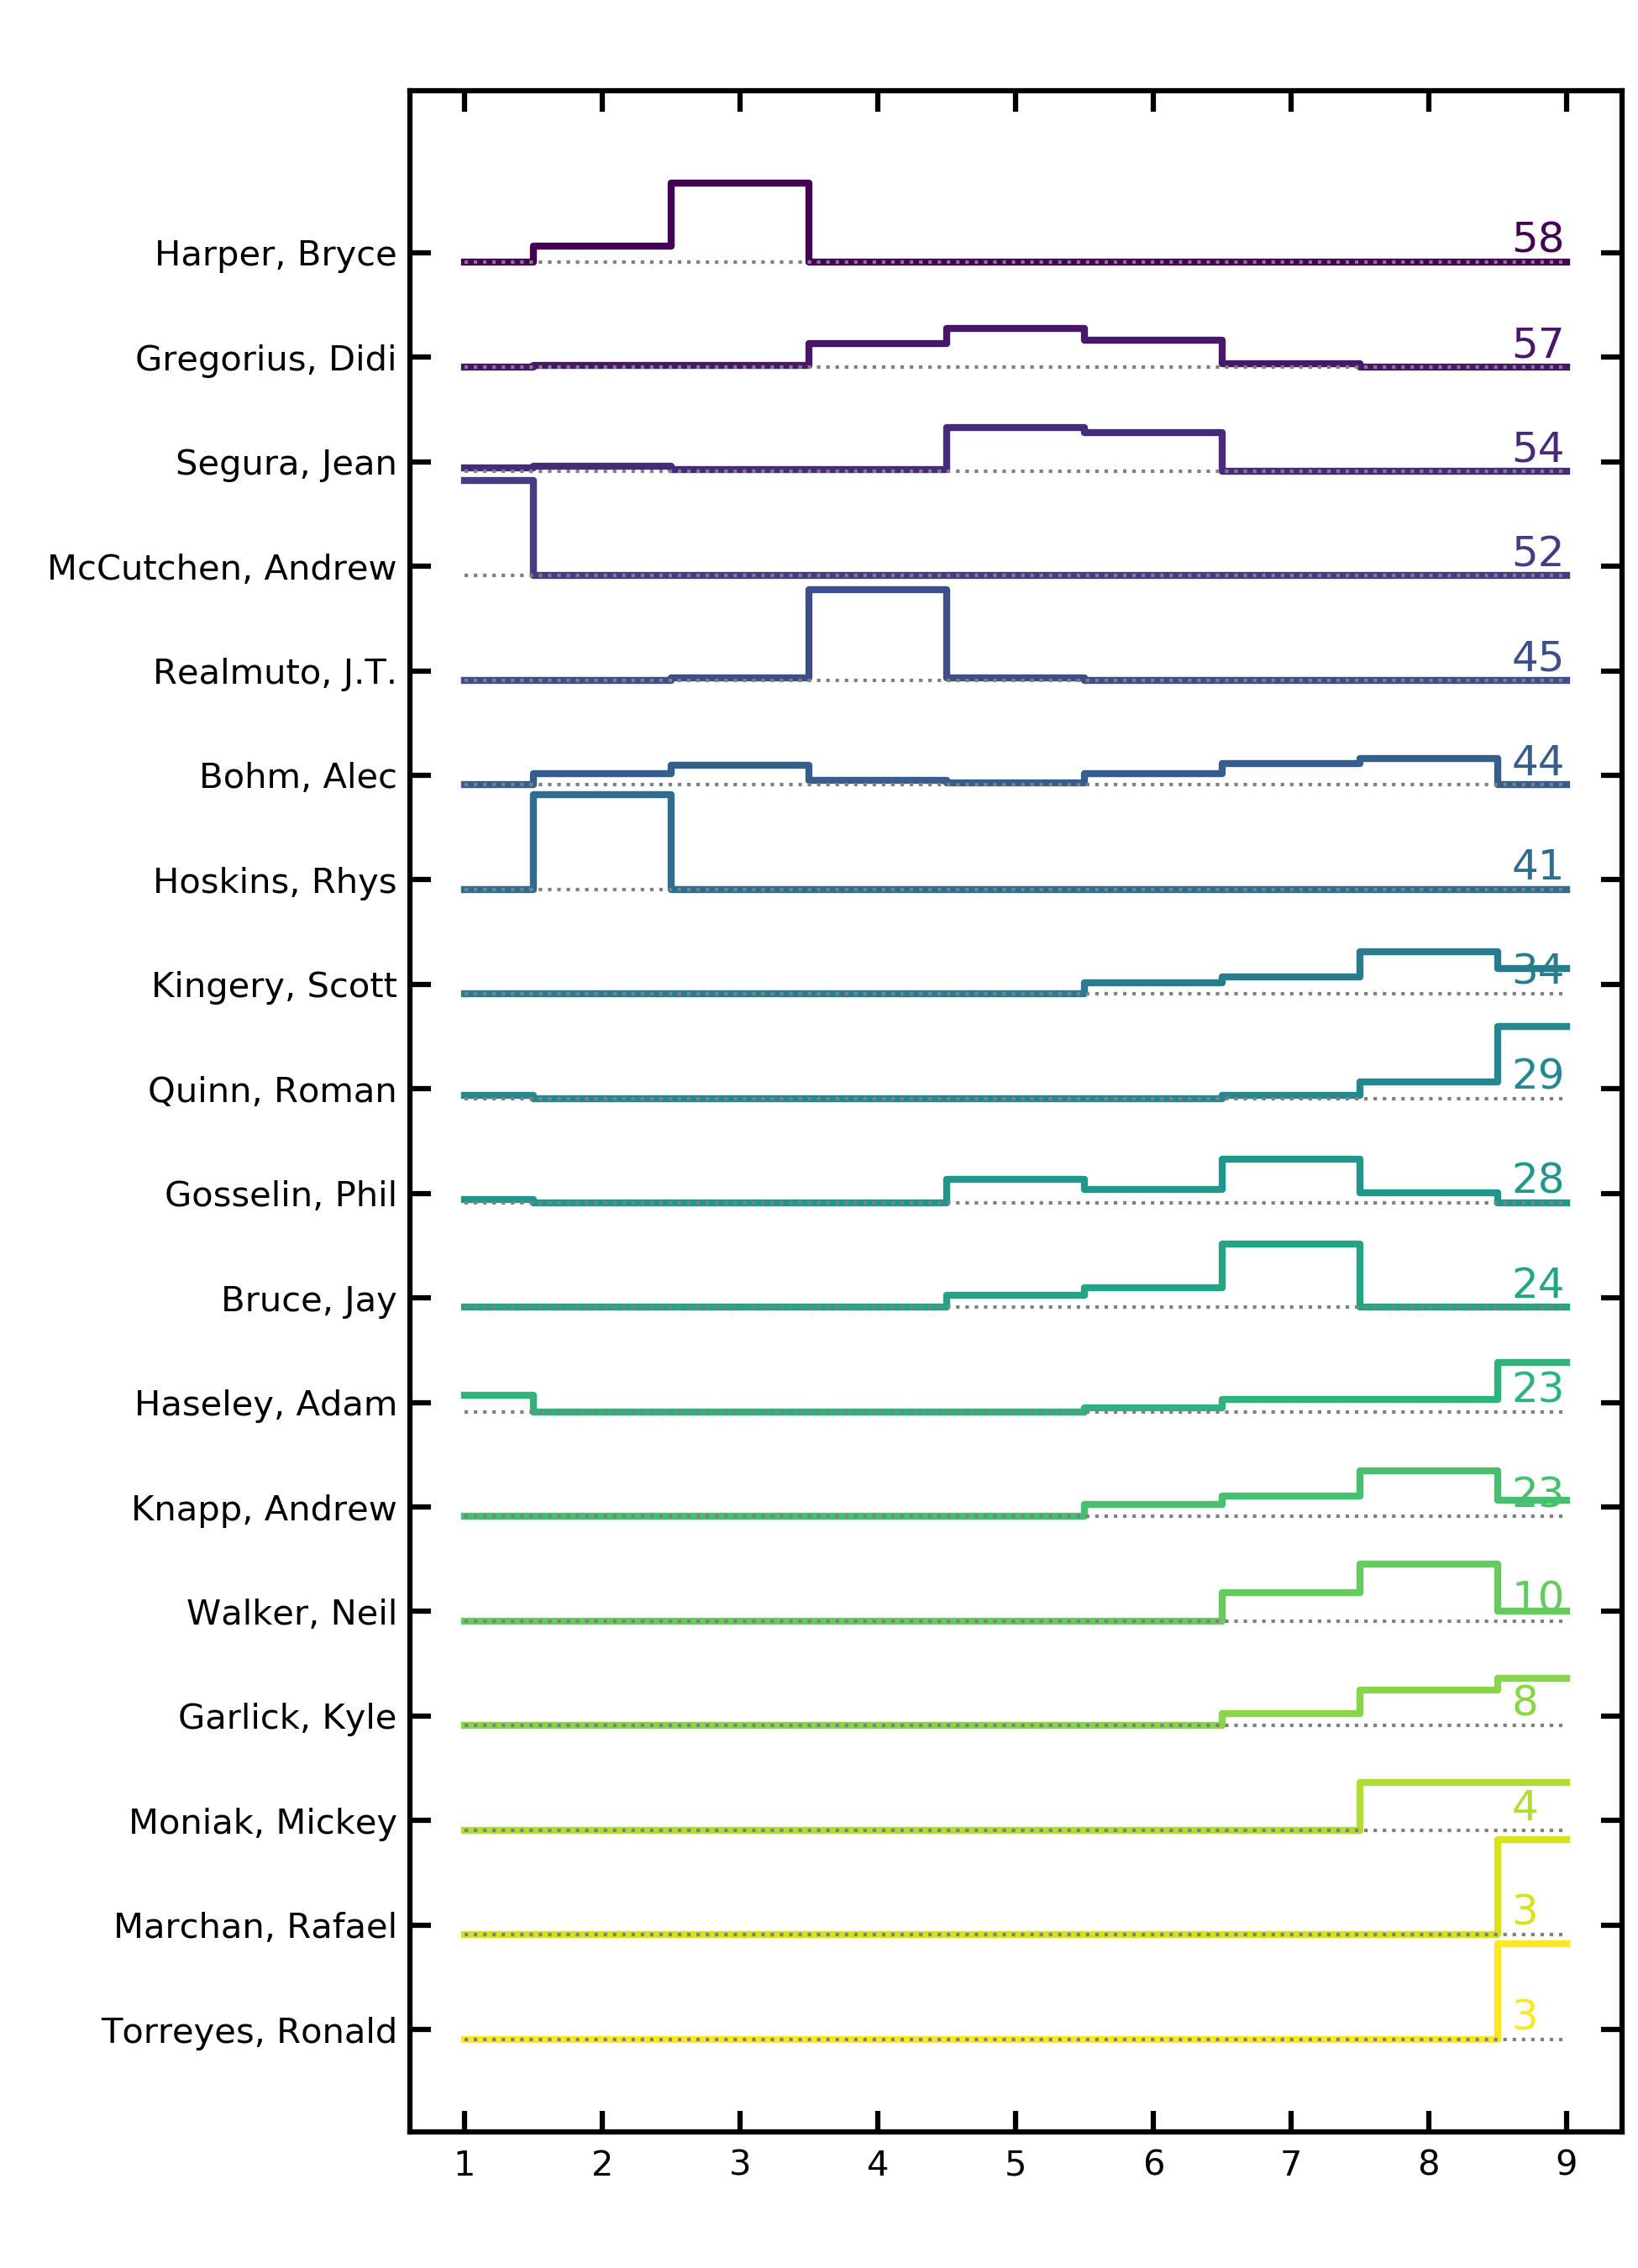 Harper, Bryce 58
Gregorius, Didi 57
Segura, Jean 54
McCutchen, Andrew 52
Realmuto, J.T. 45
Bohm, Alec 44
Hoskins, Rhys 41
Kingery, Scott 34
Quinn, Roman 29
Gosselin, Phil 28
Bruce, Jay 24
Haseley, Adam 23
Knapp, Andrew 23
Walker, Neil 10
Garlick, Kyle 8
Moniak, Mickey 4
Marchan, Rafael 3
Torreyes, Ronald 3
1 2 3 4 5 6 7 8 9